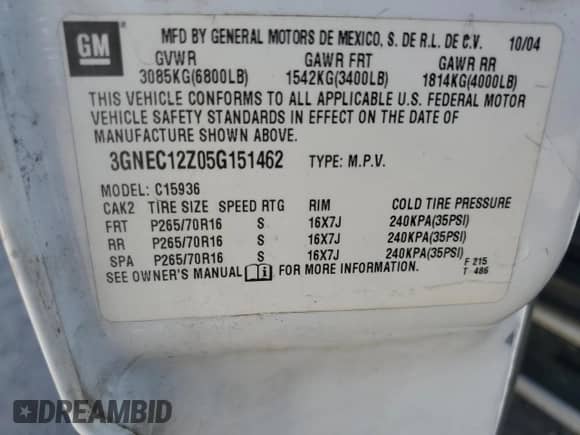 GM
MFD BY GENERAL MOTORS DE MEXICO, S. DE R.L. DE C.V. 10/04
GVWR GAWR FRT GAWR RR
3085KG(6800LB) 1542KG(3400LB) 1814KG(4000LB)
THIS VEHICLE CONFORMS TO ALL APPLICABLE U.S. FEDERAL MOTOR
VEHICLE SAFETY STANDARDS IN EFFECT ON THE DATE OF
MANUFACTURE SHOWN ABOVE.
3GNEC12Z05G151462 TYPE: M.P.V.
MODEL: C15936
CAK2 TIRE SIZE SPEED RTG RIM COLD TIRE PRESSURE
FRT P265/70R16 S 16X7J 240KPA(35PSI)
RR P265/70R16 S 16X7J 240KPA(35PSI)
SPA P265/70R16 S 16X7J 240KPA(35PSI)
SEE OWNER'S MANUAL i FOR MORE INFORMATION.
F 215
T 486
DREAMBID